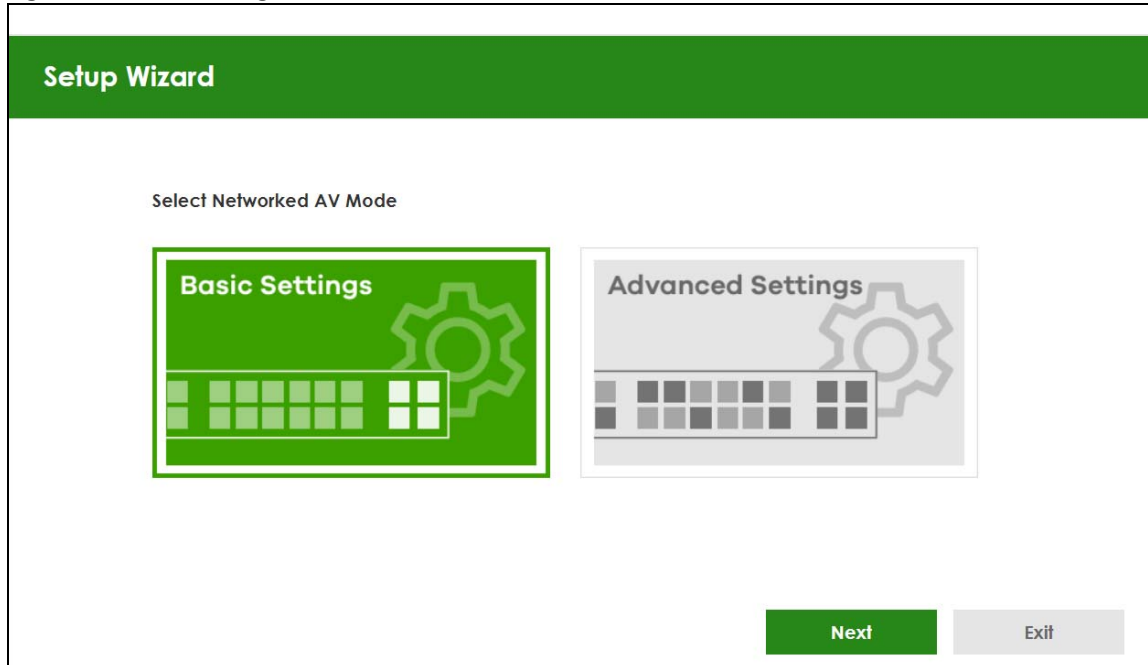 Setup Wizard
Select Networked AV Mode
Basic Settings
Advanced Settings
Next
Exit